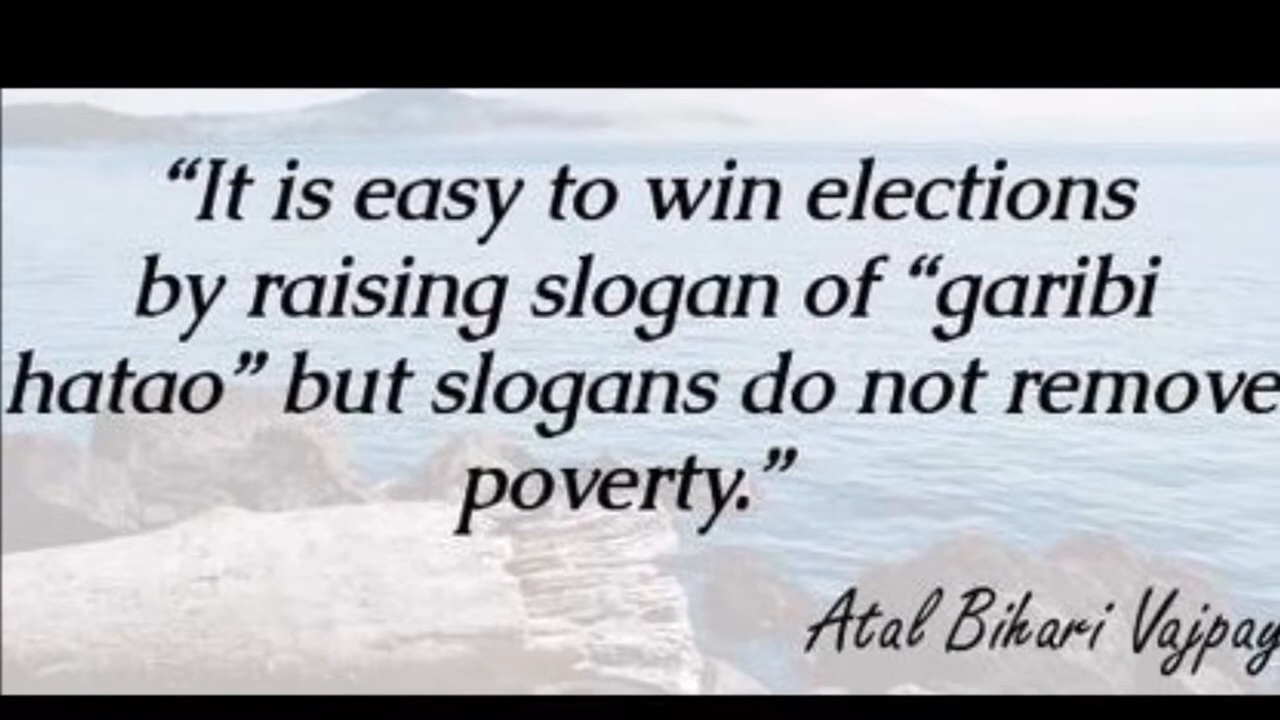 “It is easy to win elections
by raising slogan of “garibi
hatao” but slogans do not remove
poverty.”
Atal Bihari Vajpay